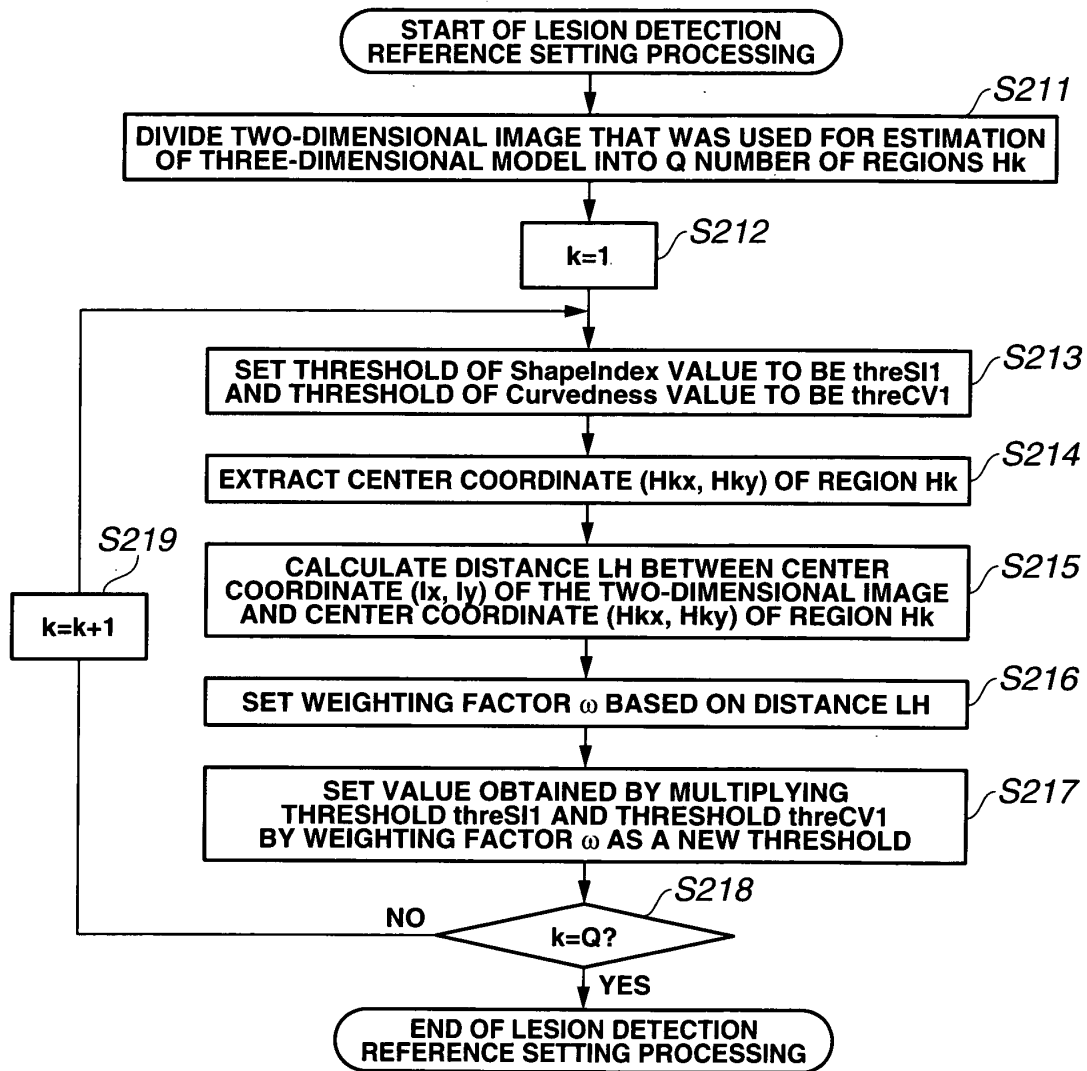 START OF LESION DETECTION
REFERENCE SETTING PROCESSING
S211
DIVIDE TWO-DIMENSIONAL IMAGE THAT WAS USED FOR ESTIMATION
OF THREE-DIMENSIONAL MODEL INTO Q NUMBER OF REGIONS Hk
S212
k=1
S213
SET THRESHOLD OF ShapeIndex VALUE TO BE threSI1
AND THRESHOLD OF Curvedness VALUE TO BE threCV1
S214
EXTRACT CENTER COORDINATE (Hkx, Hky) OF REGION Hk
S219
k=k+1
S215
CALCULATE DISTANCE LH BETWEEN CENTER
COORDINATE (Ix, Iy) OF THE TWO-DIMENSIONAL IMAGE
AND CENTER COORDINATE (Hkx, Hky) OF REGION Hk
S216
SET WEIGHTING FACTOR ω BASED ON DISTANCE LH
S217
SET VALUE OBTAINED BY MULTIPLYING
THRESHOLD threSI1 AND THRESHOLD threCV1
BY WEIGHTING FACTOR ω AS A NEW THRESHOLD
S218
NO
k=Q?
YES
END OF LESION DETECTION
REFERENCE SETTING PROCESSING